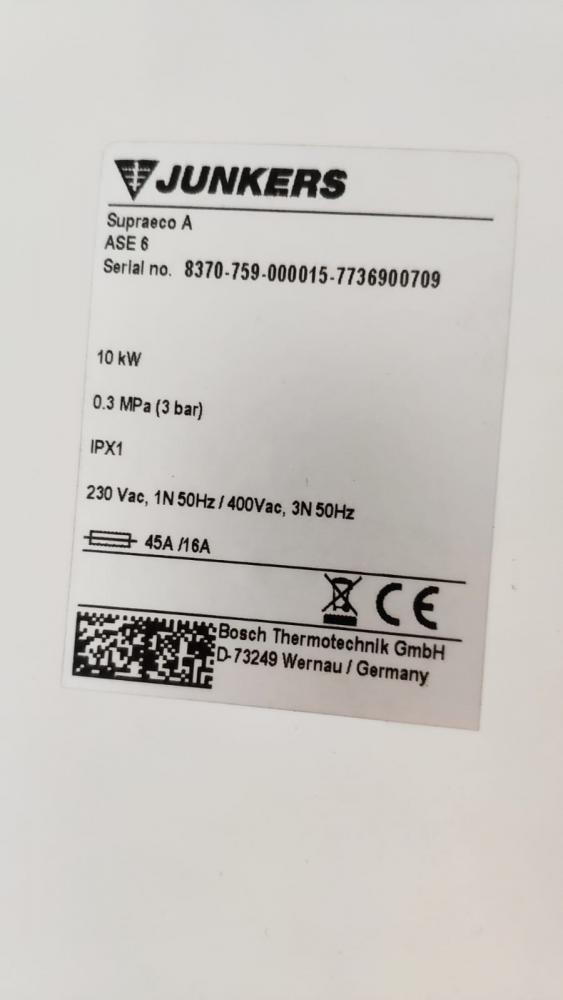 JUNKERS
Supraeco A
ASE 6
Serial no. 8370-759-000015-7736900709
10 kW
0.3 MPa (3 bar)
IPX1
230 Vac, 1N 50Hz / 400Vac, 3N 50Hz
45A /16A
CE
Bosch Thermotechnik GmbH
D-73249 Wernau / Germany